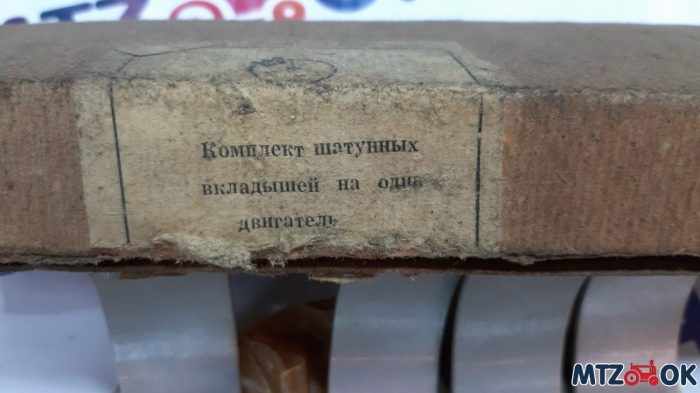 Комплект шатунных
вкладышей на один
двигатель
MTZ OK